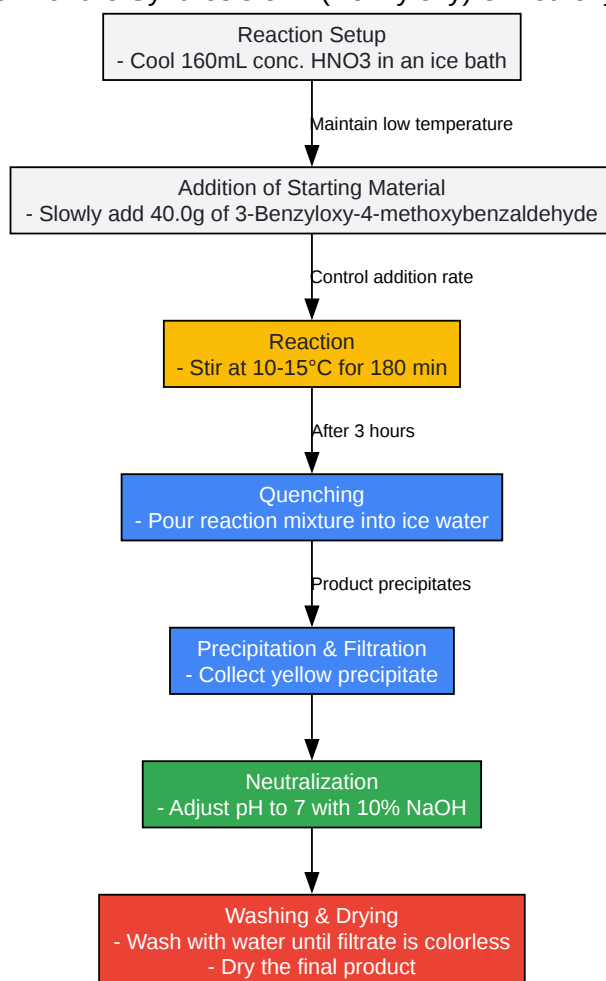 Reaction Setup
- Cool 160mL conc. HNO3 in an ice bath
Maintain low temperature
Addition of Starting Material
- Slowly add 40.0g of 3-Benzyloxy-4-methoxybenzaldehyde
Control addition rate
Reaction
- Stir at 10-15°C for 180 min
After 3 hours
Quenching
- Pour reaction mixture into ice water
Product precipitates
Precipitation & Filtration
- Collect yellow precipitate
Neutralization
- Adjust pH to 7 with 10% NaOH
Washing & Drying
- Wash with water until filtrate is colorless
- Dry the final product